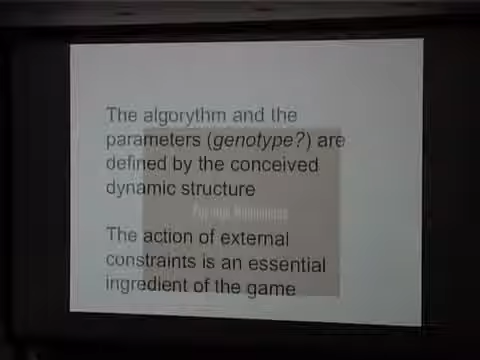 The algorythm and the
parameters (genotype?) are
defined by the conceived
dynamic structure
The action of external
constraints is an essential
ingredient of the game